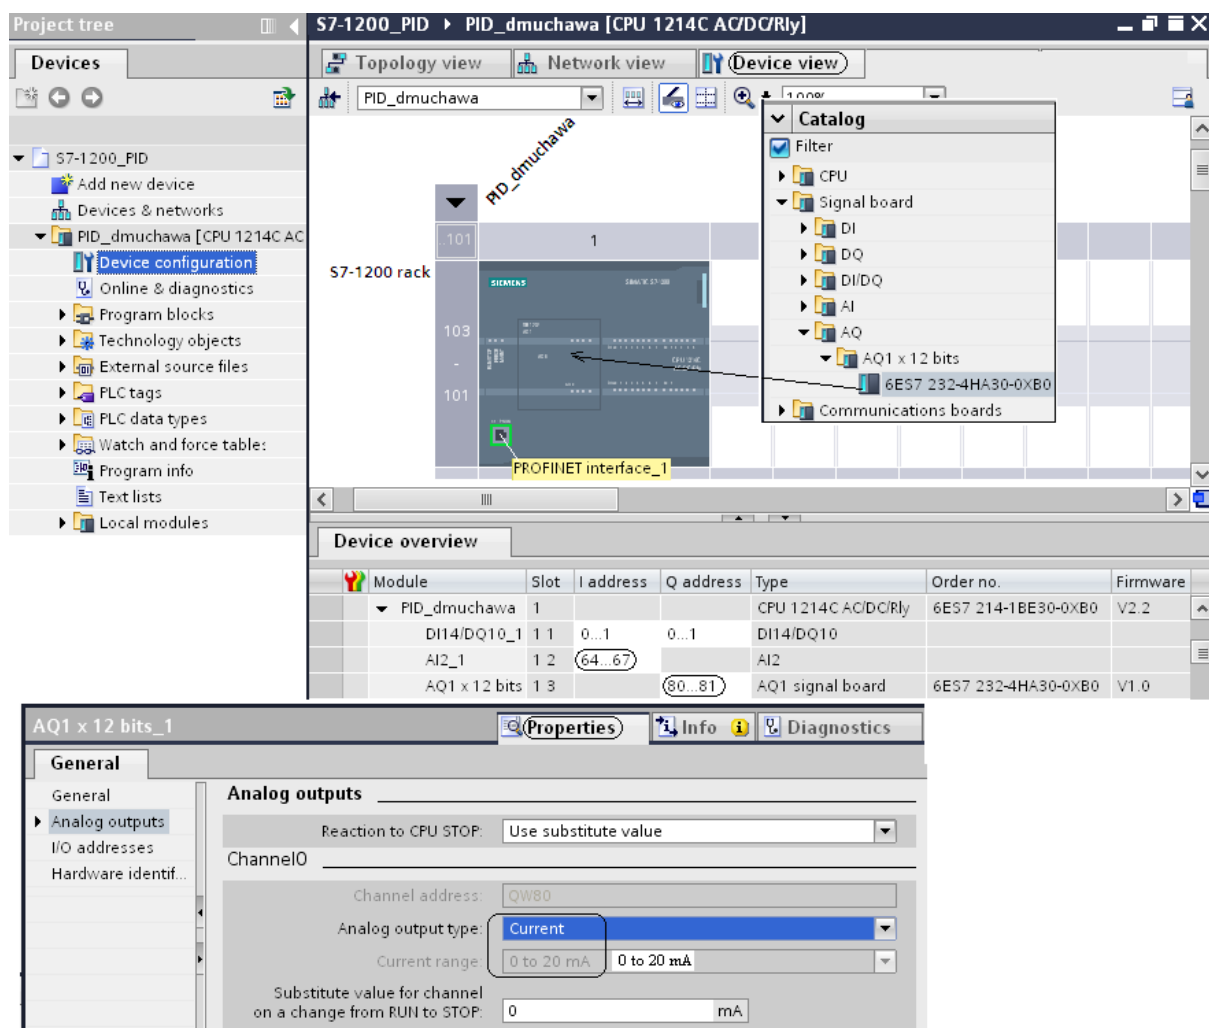 Project tree
Devices
S7-1200_PID
Add new device
Devices & networks
PID_dmuchawa [CPU 1214C AC
Device configuration
Online & diagnostics
Program blocks
Technology objects
External source files
PLC tags
PLC data types
Watch and force tables
Program info
Text lists
Local modules
S7-1200_PID PID_dmuchawa [CPU 1214C AC/DC/Rly]
Topology view Network view Device view
PID_dmuchawa 100%
PID_dmuchawa
..101 1
S7-1200 rack
SIEMENS SIMATIC S7-1200
103
-
101
PROFINET interface_1
Catalog
Filter
CPU
Signal board
DI
DQ
DI/DQ
AI
AQ
AQ1 x 12 bits
6ES7 232-4HA30-0XB0
Communications boards
Device overview
Module Slot I address Q address Type Order no. Firmware
PID_dmuchawa 1 CPU 1214C AC/DC/Rly 6ES7 214-1BE30-0XB0 V2.2
DI14/DQ10_1 1 1 0...1 0...1 DI14/DQ10
AI2_1 1 2 64...67 AI2
AQ1 x 12 bits 1 3 80...81 AQ1 signal board 6ES7 232-4HA30-0XB0 V1.0
AQ1 x 12 bits_1 Properties Info Diagnostics
General
General
Analog outputs
I/O addresses
Hardware identif...
Analog outputs
Reaction to CPU STOP: Use substitute value
Channel0
Channel address: QW80
Analog output type: Current
Current range: 0 to 20 mA 0 to 20 mA
Substitute value for channel
on a change from RUN to STOP: 0 mA